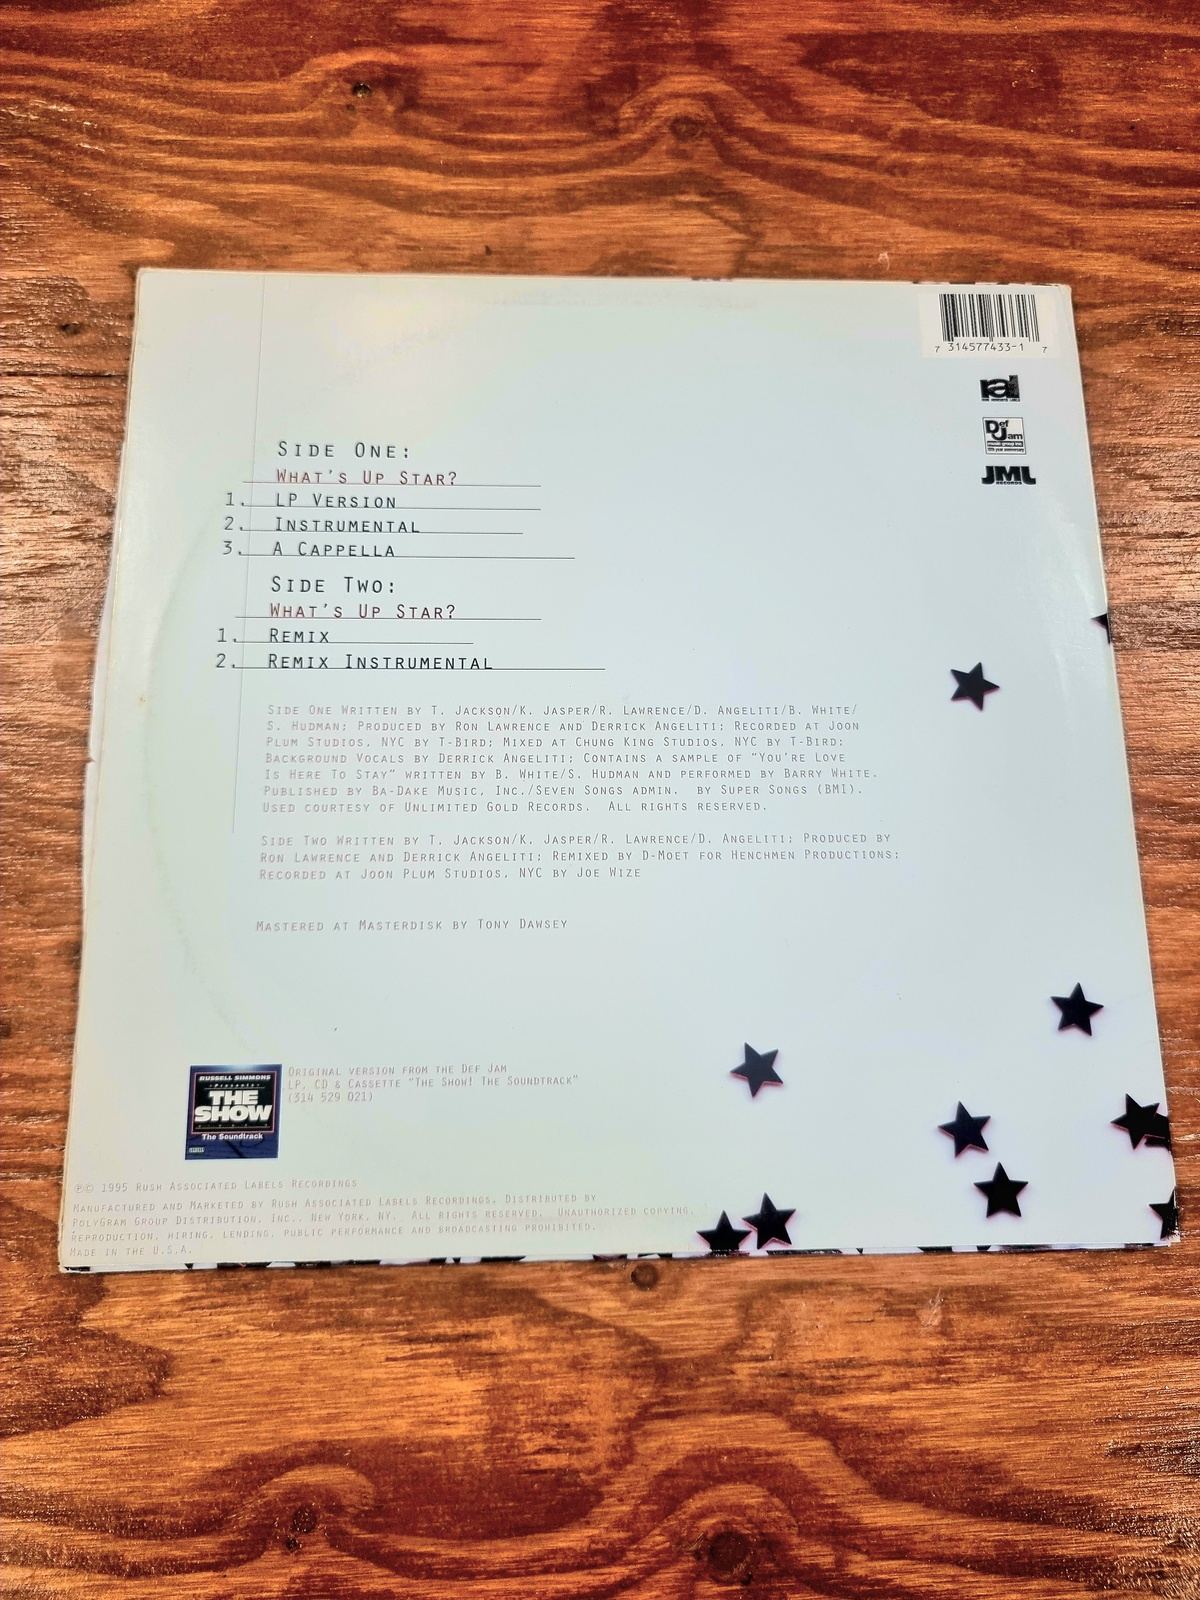 7 314577433-1 7
ral
Def Jam
music group inc.
10th year anniversary
JML
RECORDS
SIDE ONE:
WHAT'S UP STAR?
1. LP VERSION
2. INSTRUMENTAL
3. A CAPPELLA
SIDE TWO:
WHAT'S UP STAR?
1. REMIX
2. REMIX INSTRUMENTAL
SIDE ONE WRITTEN BY T. JACKSON/K. JASPER/R. LAWRENCE/D. ANGELITI/B. WHITE/
S. HUDMAN; PRODUCED BY RON LAWRENCE AND DERRICK ANGELITI; RECORDED AT JOON
PLUM STUDIOS, NYC BY T-BIRD; MIXED AT CHUNG KING STUDIOS, NYC BY T-BIRD;
BACKGROUND VOCALS BY DERRICK ANGELITI; CONTAINS A SAMPLE OF "YOU'RE LOVE
IS HERE TO STAY" WRITTEN BY B. WHITE/S. HUDMAN AND PERFORMED BY BARRY WHITE.
PUBLISHED BY BA-DAKE MUSIC, INC./SEVEN SONGS ADMIN. BY SUPER SONGS (BMI).
USED COURTESY OF UNLIMITED GOLD RECORDS. ALL RIGHTS RESERVED.
SIDE TWO WRITTEN BY T. JACKSON/K. JASPER/R. LAWRENCE/D. ANGELITI; PRODUCED BY
RON LAWRENCE AND DERRICK ANGELITI; REMIXED BY D-MOET FOR HENCHMEN PRODUCTIONS;
RECORDED AT JOON PLUM STUDIOS, NYC BY JOE WIZE
MASTERED AT MASTERDISK BY TONY DAWSEY
RUSSELL SIMMONS
Presents
THE
SHOW
The Soundtrack
ORIGINAL VERSION FROM THE DEF JAM
LP, CD & CASSETTE "THE SHOW! THE SOUNDTRACK"
(314 529 021)
℗© 1995 RUSH ASSOCIATED LABELS RECORDINGS
MANUFACTURED AND MARKETED BY RUSH ASSOCIATED LABELS RECORDINGS, DISTRIBUTED BY
POLYGRAM GROUP DISTRIBUTION, INC., NEW YORK, NY. ALL RIGHTS RESERVED. UNAUTHORIZED COPYING,
REPRODUCTION, HIRING, LENDING, PUBLIC PERFORMANCE AND BROADCASTING PROHIBITED.
MADE IN THE U.S.A.